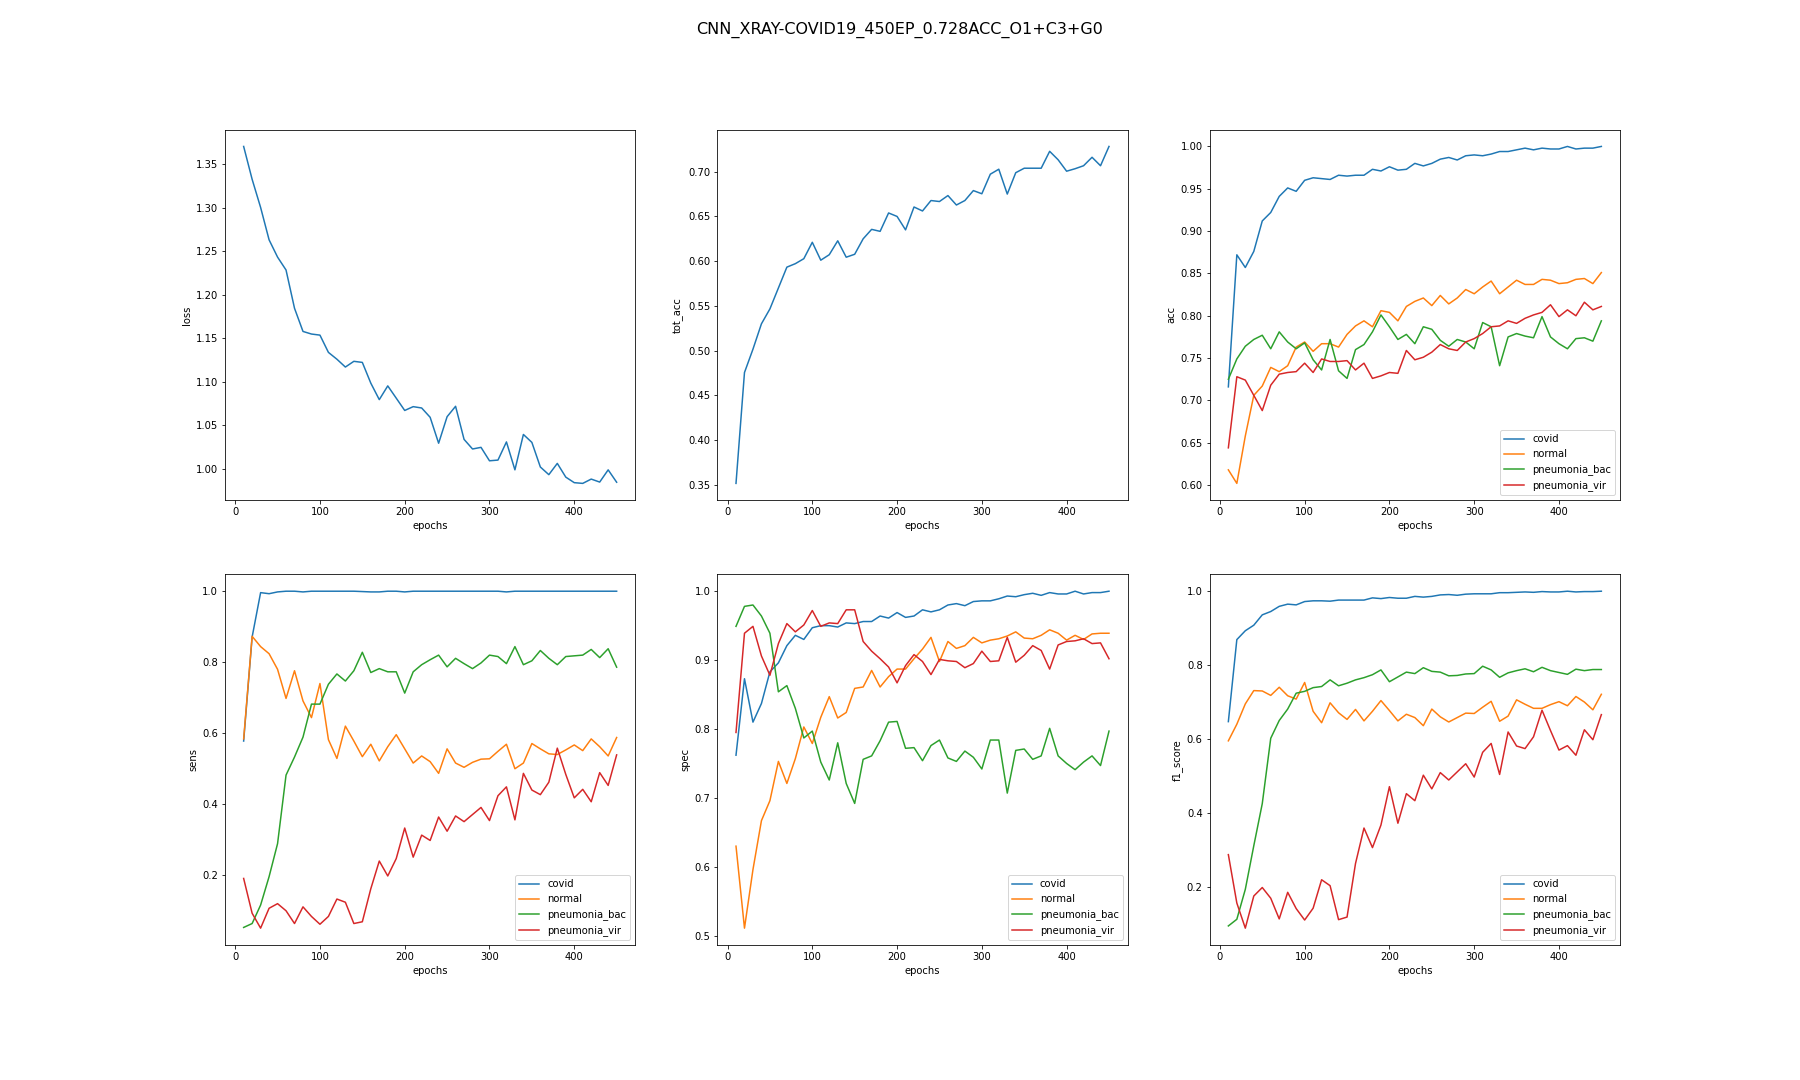 CNN_XRAY-COVID19_450EP_0.728ACC_O1+C3+G0
1.35
1.30
1.25
1.20
1.15
1.10
1.05
1.00
loss
0 100 200 300 400
epochs
0.70
0.65
0.60
0.55
0.50
0.45
0.40
0.35
tot_acc
0 100 200 300 400
epochs
1.00
0.95
0.90
0.85
0.80
0.75
0.70
0.65
0.60
acc
covid
normal
pneumonia_bac
pneumonia_vir
0 100 200 300 400
epochs
1.0
0.8
0.6
0.4
0.2
sens
covid
normal
pneumonia_bac
pneumonia_vir
0 100 200 300 400
epochs
1.0
0.9
0.8
0.7
0.6
0.5
spec
covid
normal
pneumonia_bac
pneumonia_vir
0 100 200 300 400
epochs
1.0
0.8
0.6
0.4
0.2
f1_score
covid
normal
pneumonia_bac
pneumonia_vir
0 100 200 300 400
epochs